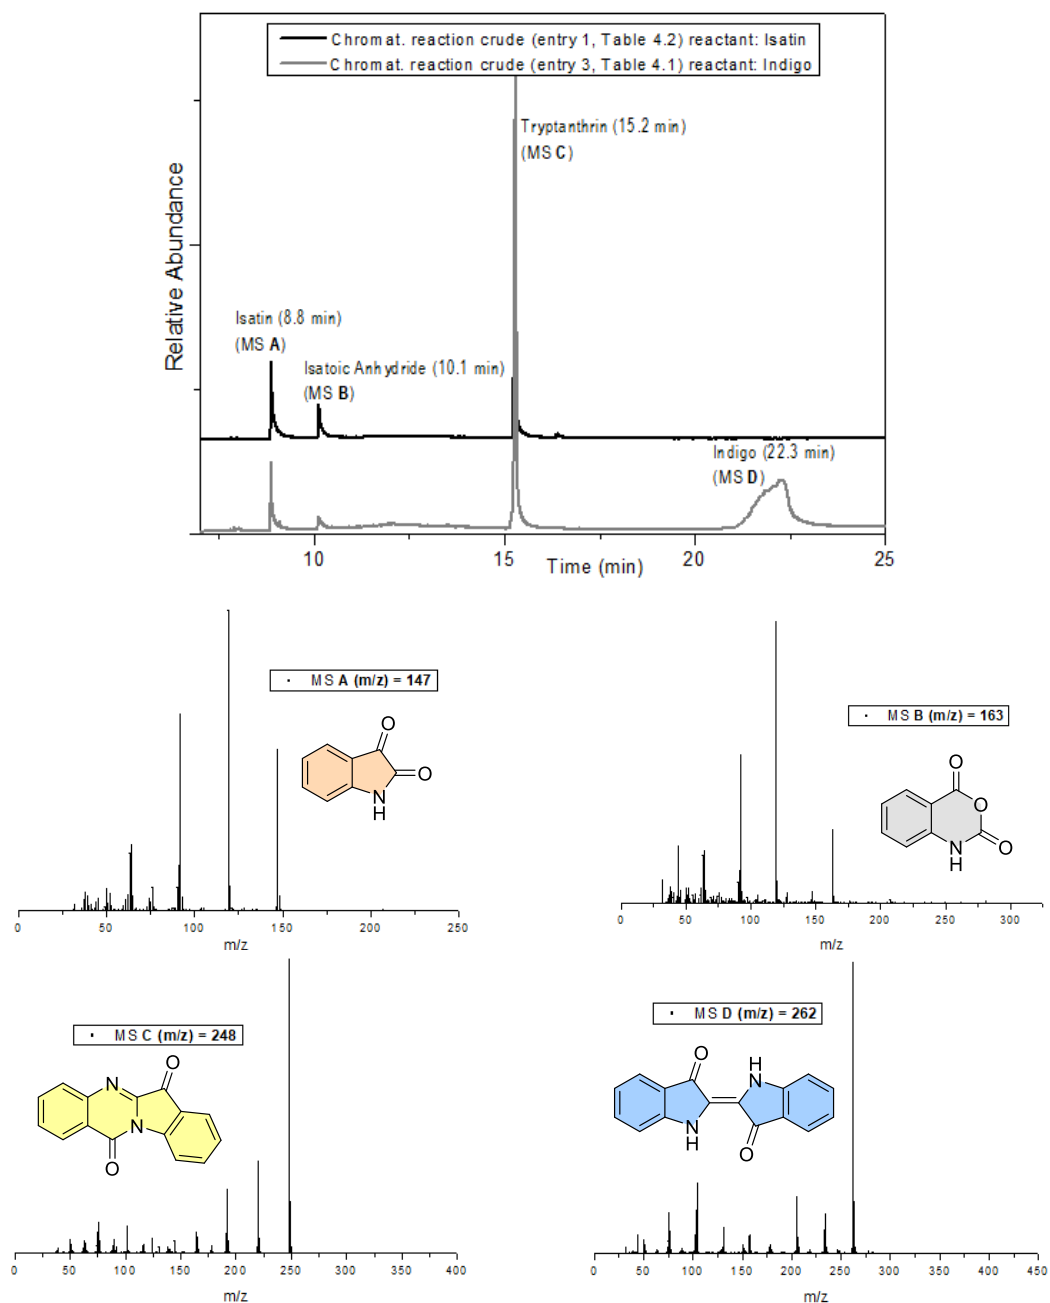 Chromat. reaction crude (entry 1, Table 4.2) reactant: Isatin
Chromat. reaction crude (entry 3, Table 4.1) reactant: Indigo
Tryptanthrin (15.2 min)
(MS C)
Relative Abundance
Isatin (8.8 min)
(MS A)
Isatoic Anhydride (10.1 min)
(MS B)
Indigo (22.3 min)
(MS D)
10 15 20 25
Time (min)
MS A (m/z) = 147
O
O
N
H
0 50 100 150 200 250
m/z
MS B (m/z) = 163
O
O
N
H
O
0 50 100 150 200 250 300
m/z
MS C (m/z) = 248
O
N
N
O
0 50 100 150 200 250 300 350 400
m/z
MS D (m/z) = 262
O
H
N
N
H
O
0 50 100 150 200 250 300 350 400 450
m/z